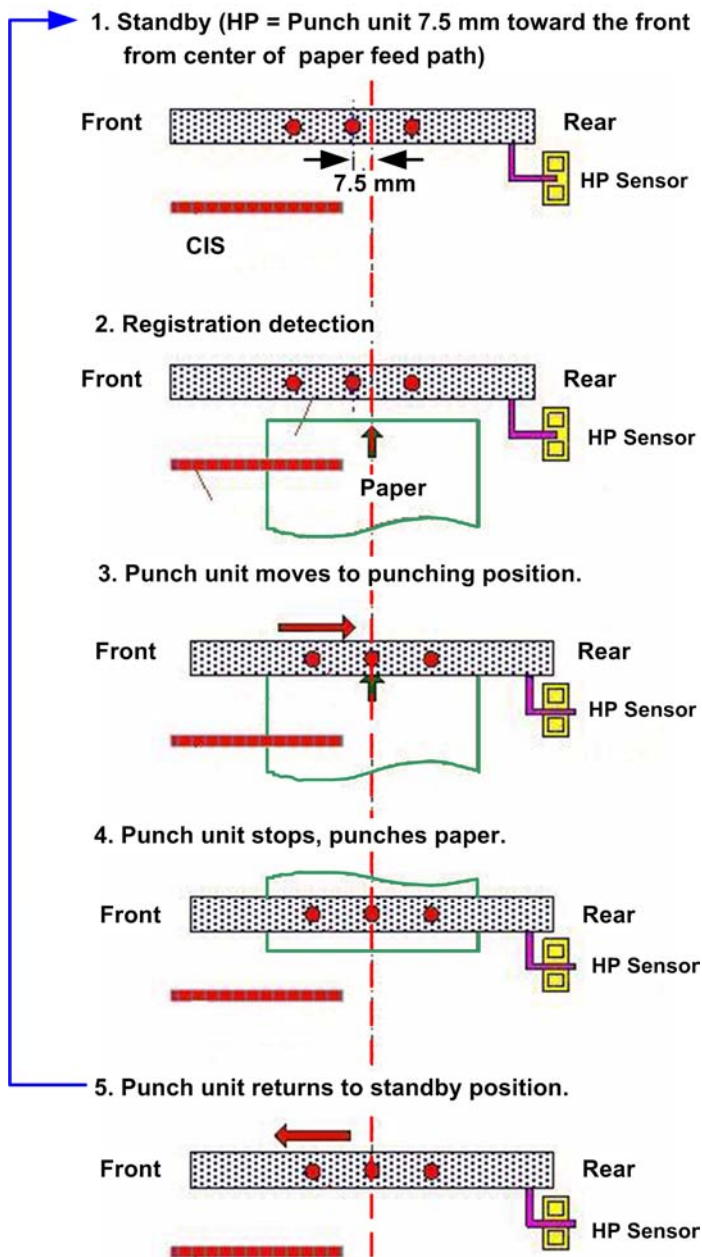 1. Standby (HP = Punch unit 7.5 mm toward the front
from center of paper feed path)
Front
Rear
7.5 mm
HP Sensor
CIS
2. Registration detection
Front
Rear
HP Sensor
Paper
3. Punch unit moves to punching position.
Front
Rear
HP Sensor
4. Punch unit stops, punches paper.
Front
Rear
HP Sensor
5. Punch unit returns to standby position.
Front
Rear
HP Sensor